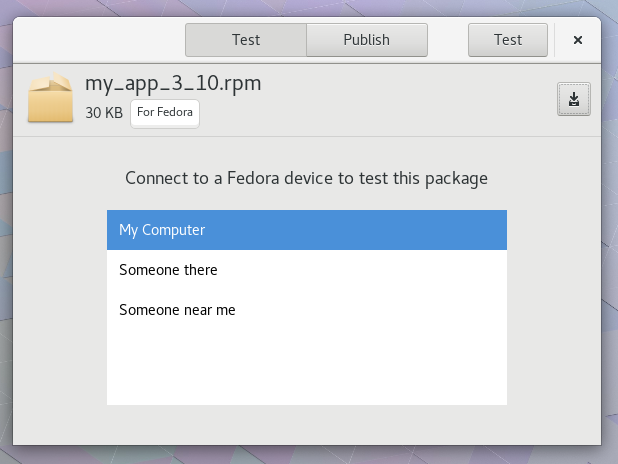 Test
Publish
Test
my_app_3_10.rpm
30 KB
For Fedora
Connect to a Fedora device to test this package
My Computer
Someone there
Someone near me